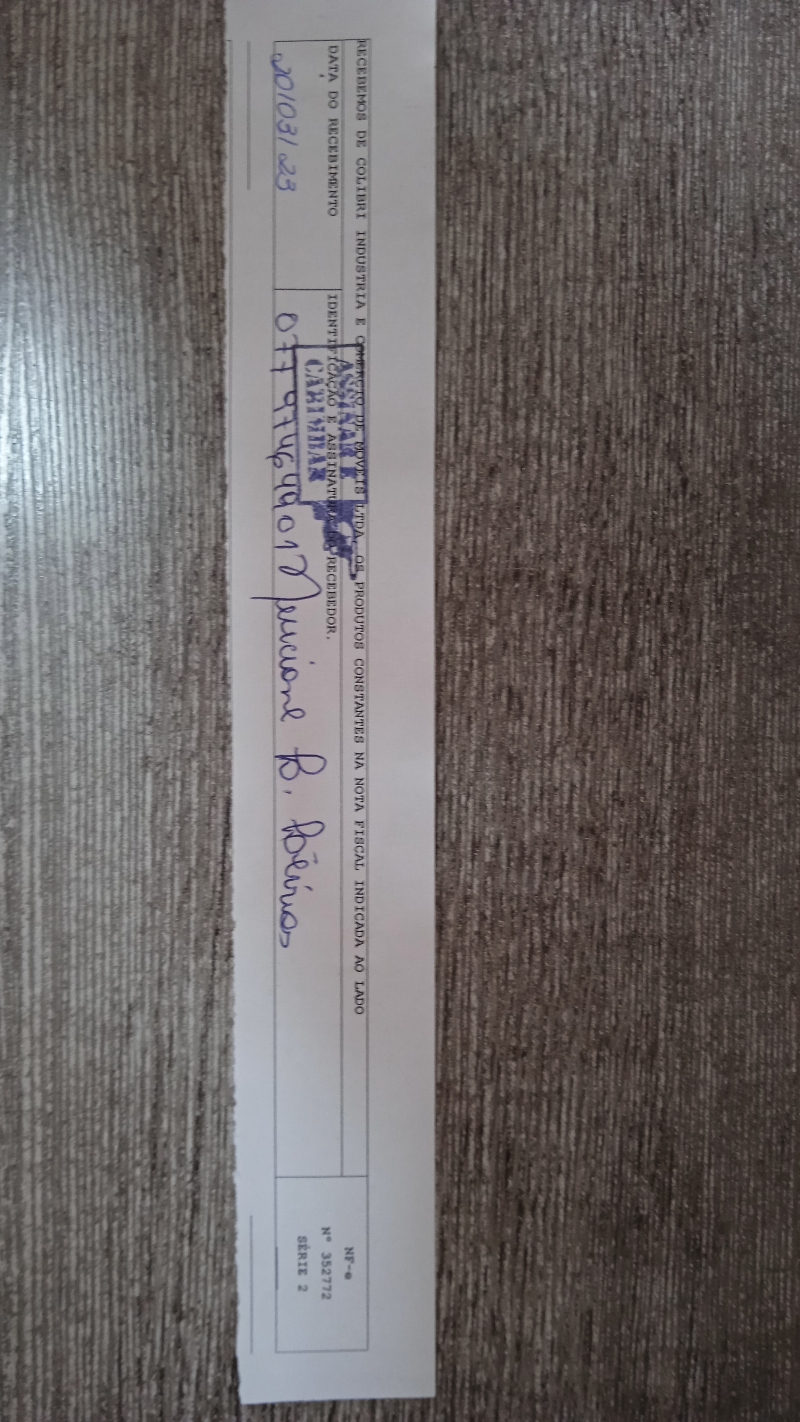 RECEBEMOS DE COLIBRI INDUSTRIA E COMERCIO DE MOVEIS LTDA, OS PRODUTOS CONSTANTES NA NOTA FISCAL INDICADA AO LADO
DATA DO RECEBIMENTO
20/03/23
IDENTIFICAÇÃO E ASSINATURA DO RECEBEDOR.
ASSINAR E
CARIMBAR
B.
NF-e
Nº 352772
SÉRIE 2